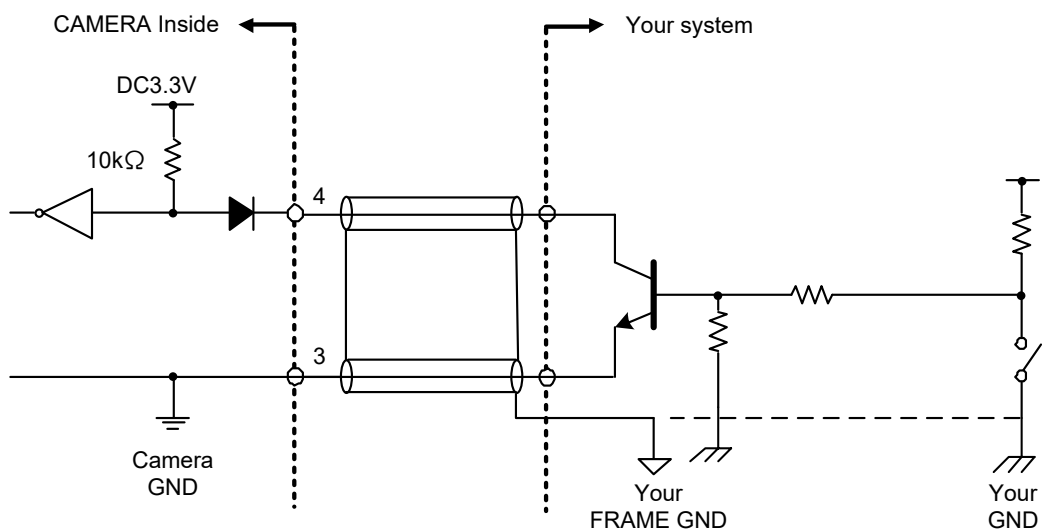 CAMERA Inside
Your system
DC3.3V
10kΩ
4
3
Camera
GND
Your
FRAME GND
Your
GND